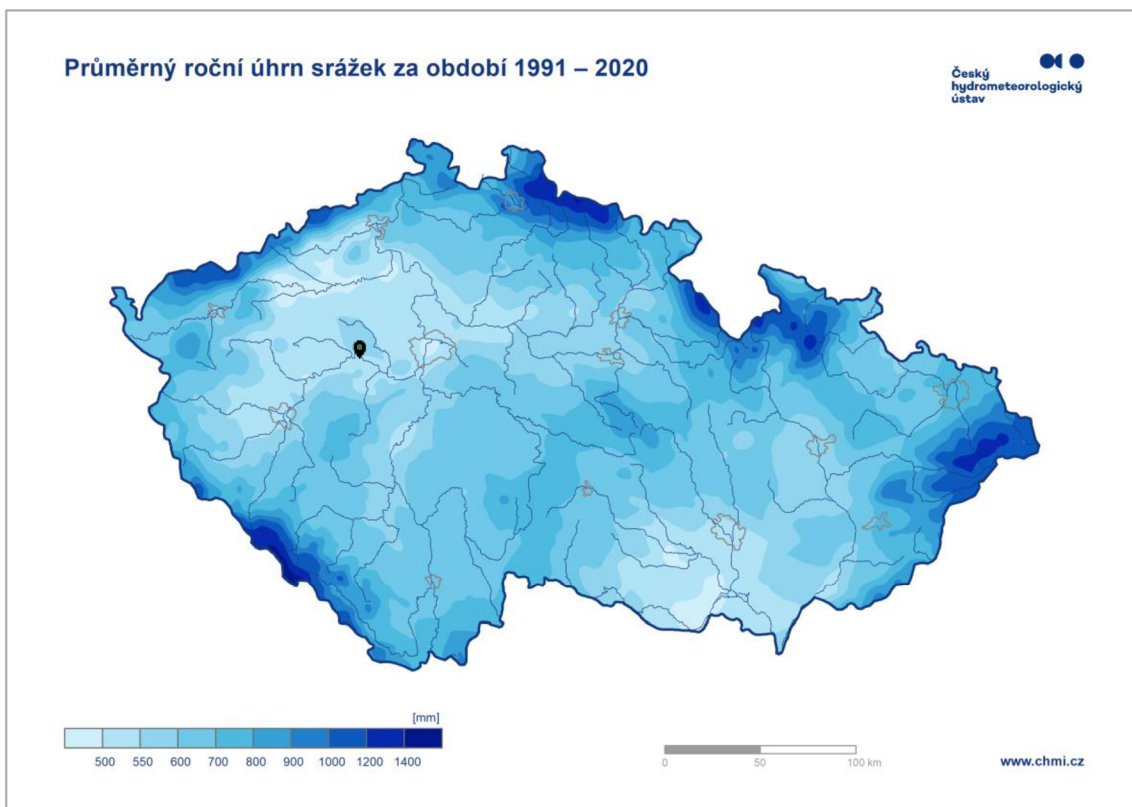 Průměrný roční úhrn srážek za období 1991 – 2020
Český
hydrometeorologický
ústav
[mm]
500 550 600 700 800 900 1000 1200 1400
0 50 100 km
www.chmi.cz